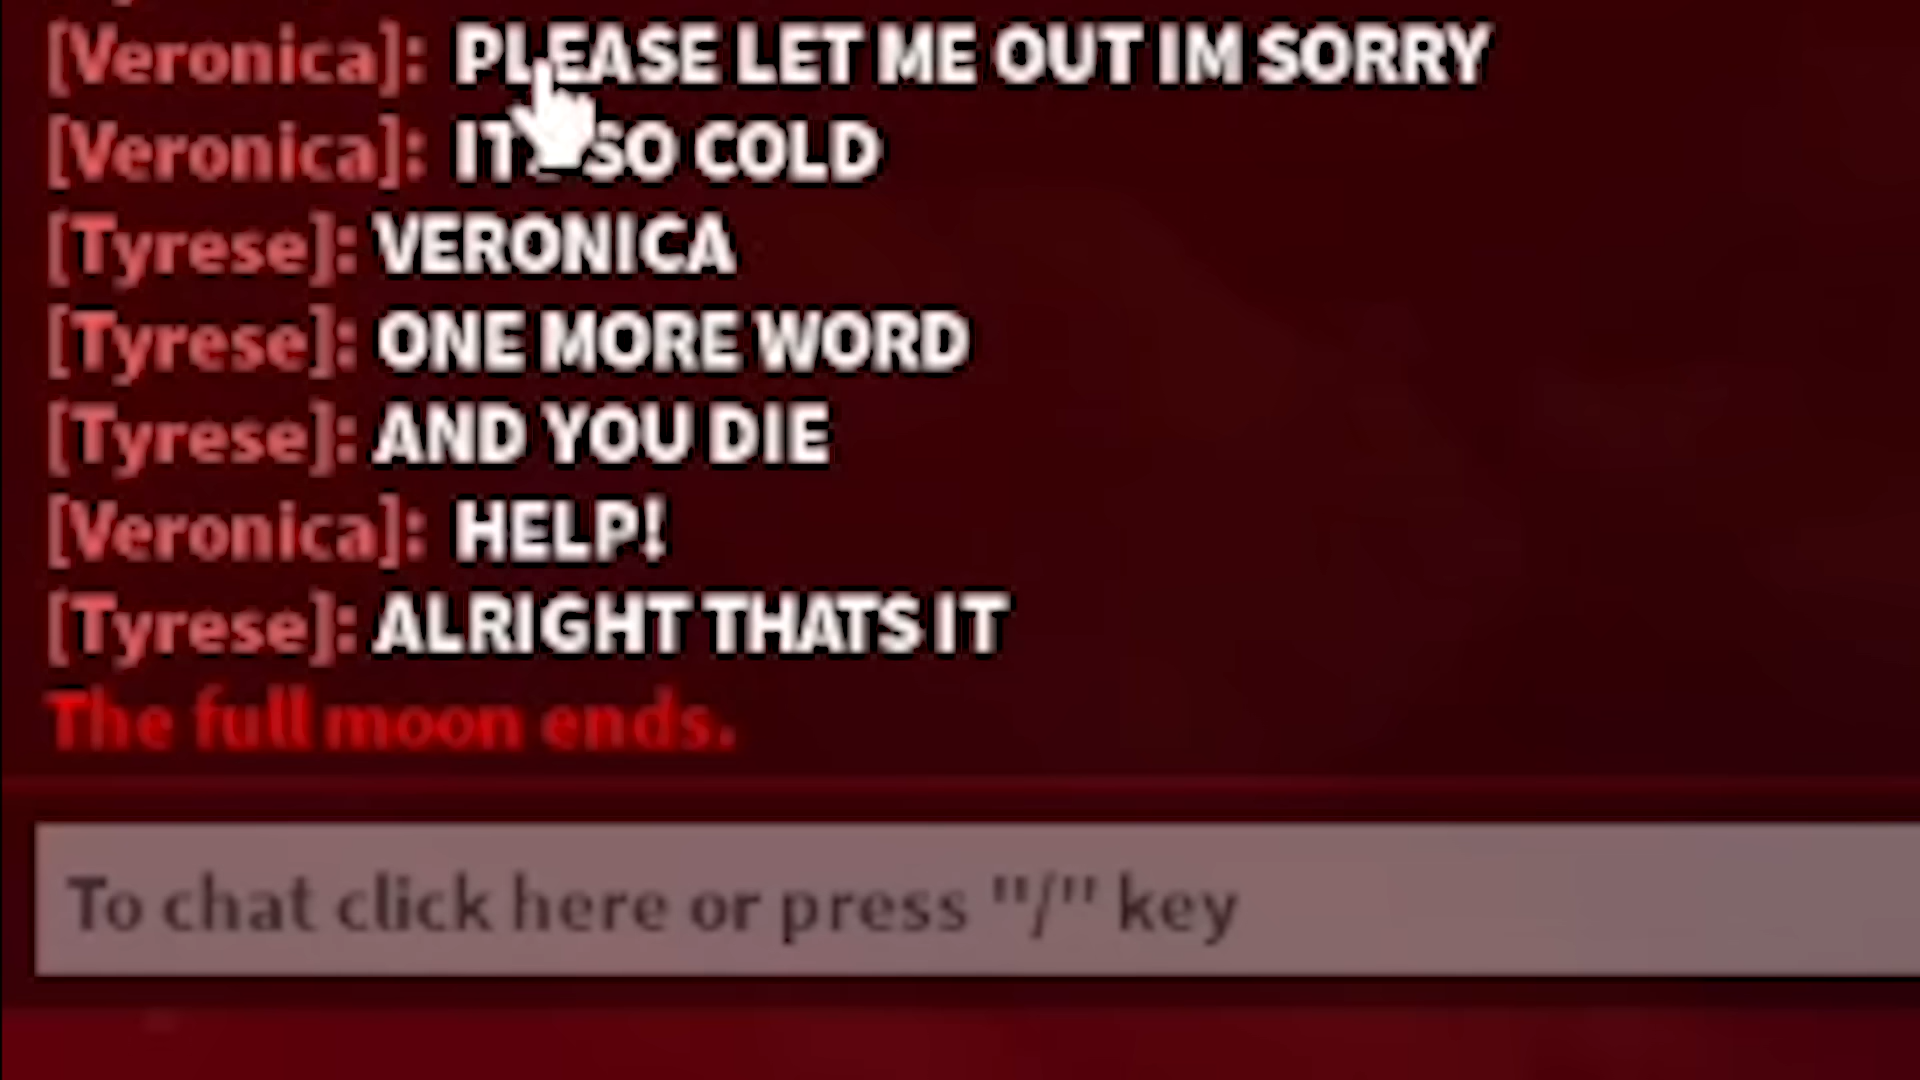 [Veronica]: PLEASE LET ME OUT IM SORRY
[Veronica]: SO COLD
[Tyrese]: VERONICA
[Tyrese]: ONE MORE WORD
[Tyrese]: AND YOU DIE
[Veronica]: HELP!
[Tyrese]: ALRIGHT THATS IT
The full moon ends.
To chat click here or press "/" key